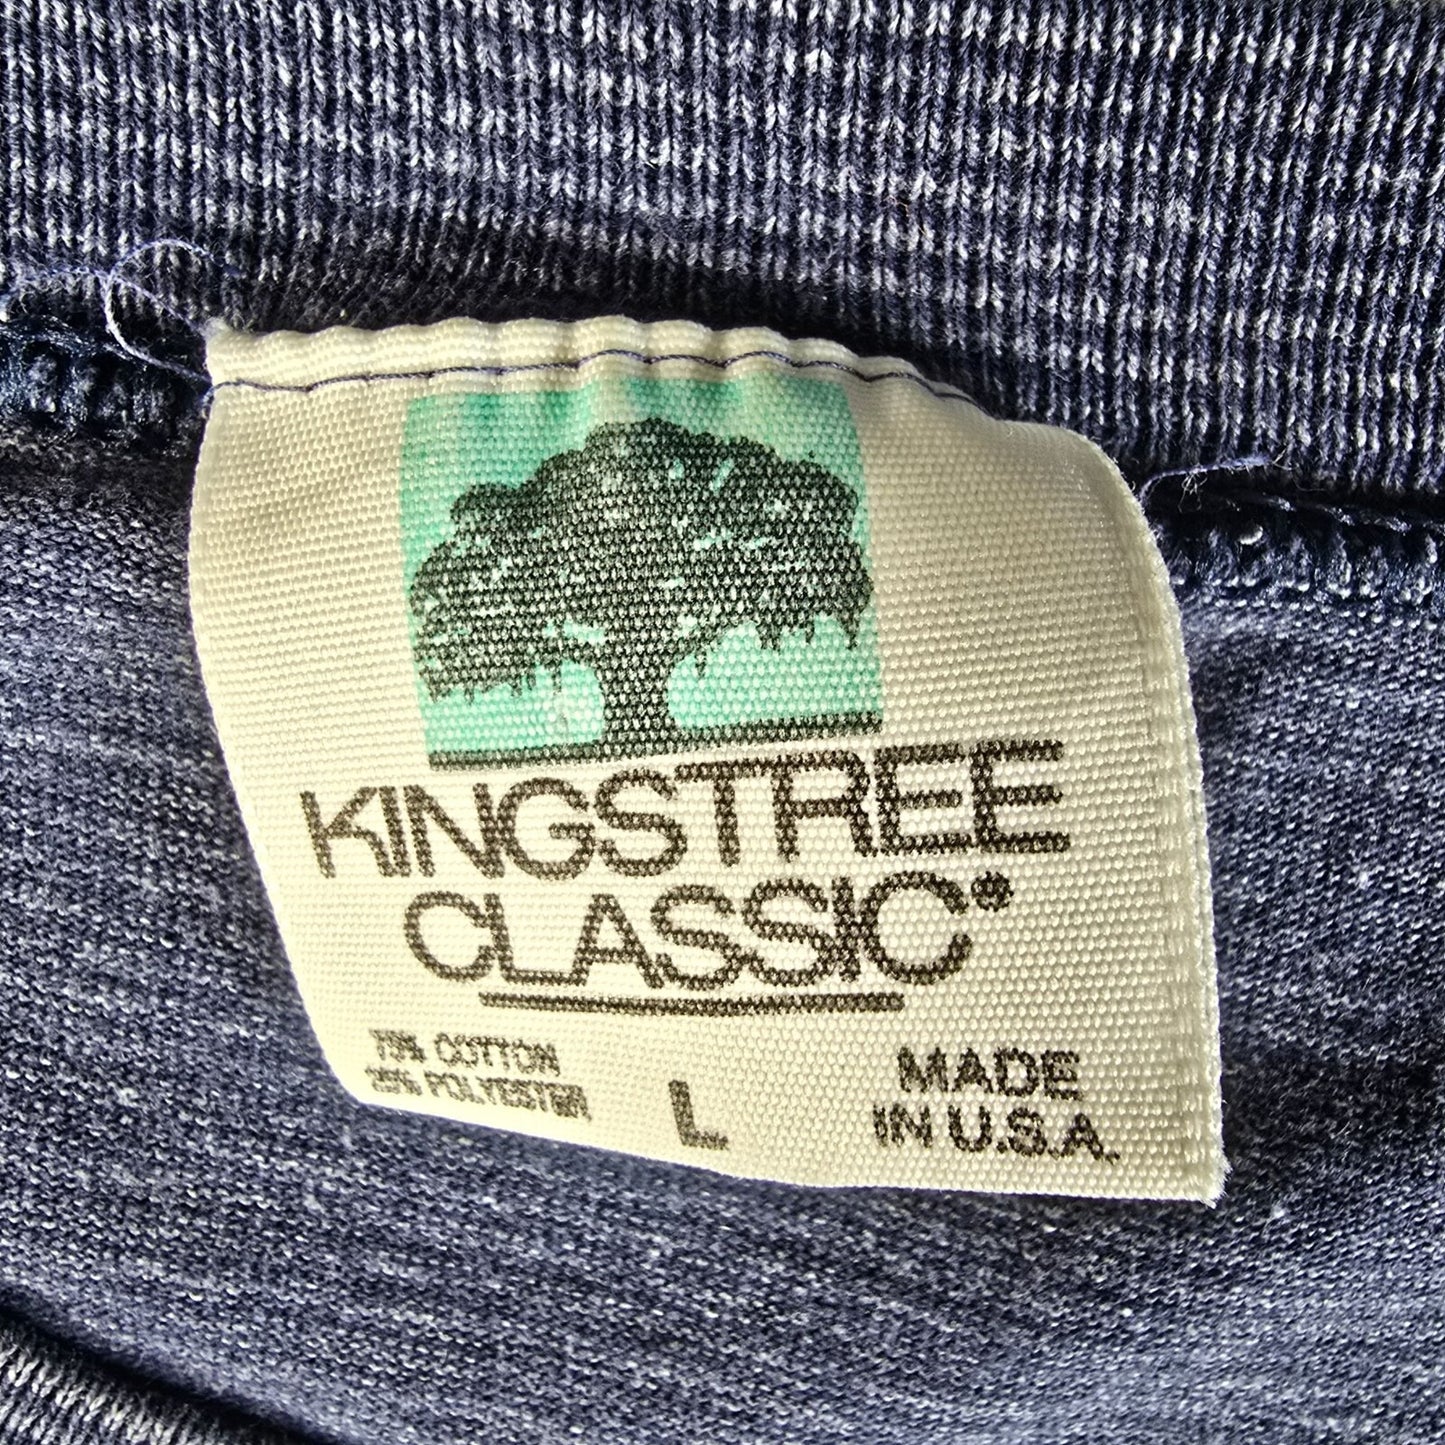 KINGSTREE
CLASSIC®
75% COTTON
25% POLYESTER
L
MADE
IN U.S.A.